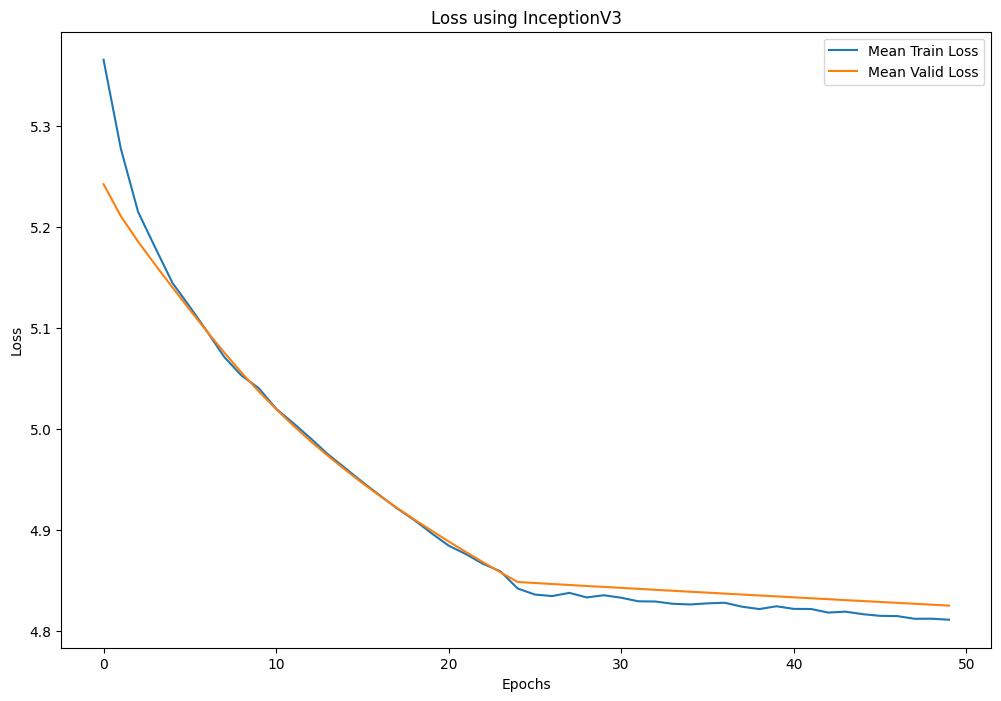 Loss using InceptionV3
Mean Train Loss
Mean Valid Loss
5.3
5.2
5.1
5.0
4.9
4.8
Loss
0
10
20
30
40
50
Epochs